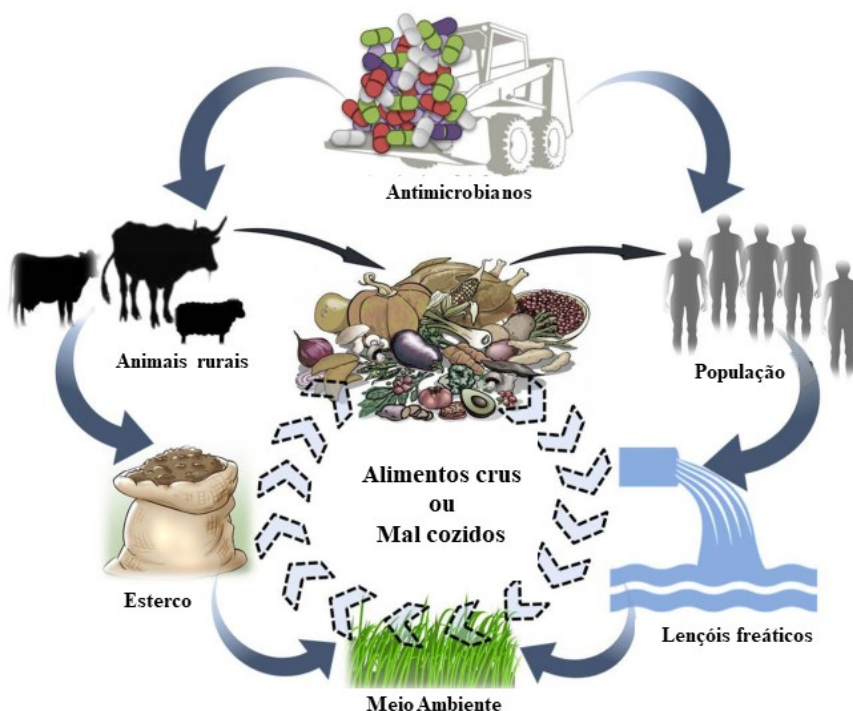 Antimicrobianos
Animais rurais
População
Alimentos crus
ou
Mal cozidos
Esterco
Lençóis freáticos
Meio Ambiente